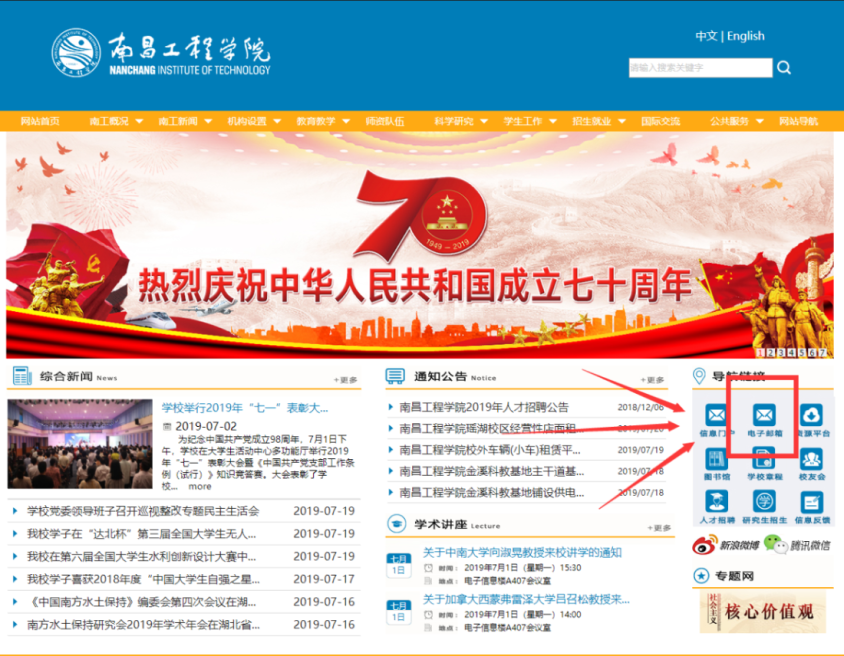 南昌工程学院
NANCHANG INSTITUTE OF TECHNOLOGY
中文 | English
请输入搜索关键字
网站首页 南工概况 南工新闻 机构设置 教育教学 师资队伍 科学研究 学生工作 招生就业 国际交流 公共服务 网站导航
70
1949－2019
热烈庆祝中华人民共和国成立七十周年
1 2 3 4 5 6 7
综合新闻 News
+更多
学校举行2019年“七一”表彰大...
2019-07-02
为纪念中国共产党成立98周年，7月1日下
午，学校在大学生活动中心多功能厅举行2019
年“七一”表彰大会暨《中国共产党支部工作条
例（试行）》知识竞赛。大会表彰了学
校... more
学校党委领导班子召开巡视整改专题民主生活会 2019-07-19
我校学子在“达北杯”第三届全国大学生无人... 2019-07-19
我校在第六届全国大学生水利创新设计大赛中... 2019-07-19
我校学子喜获2018年度“中国大学生自强之星... 2019-07-17
《中国南方水土保持》编委会第四次会议在湖... 2019-07-16
南方水土保持研究会2019年学术年会在湖北省... 2019-07-16
通知公告 Notice
+更多
南昌工程学院2019年人才招聘公告 2018/12/06
南昌工程学院瑶湖校区经营性店面租...
南昌工程学院校外车辆(小车)租赁平... 2019/07/19
南昌工程学院金溪科教基地主干道基... 2019/07/18
南昌工程学院金溪科教基地铺设供电... 2019/07/18
学术讲座 Lecture
+更多
七月
1日
关于中南大学向淑晃教授来校讲学的通知
时间： 2019年7月1日（星期一）15:30
地点： 电子信息楼A407会议室
七月
1日
关于加拿大西蒙弗雷泽大学吕召松教授来...
时间： 2019年7月1日（星期一）14:00
地点： 电子信息楼A407会议室
导航链接
信息门户 电子邮箱 发展平台
图书馆 学校章程 校友会
人才招聘 研究生招生 信息反馈
新浪微博 腾讯微信
专题网
社会主义
核心价值观